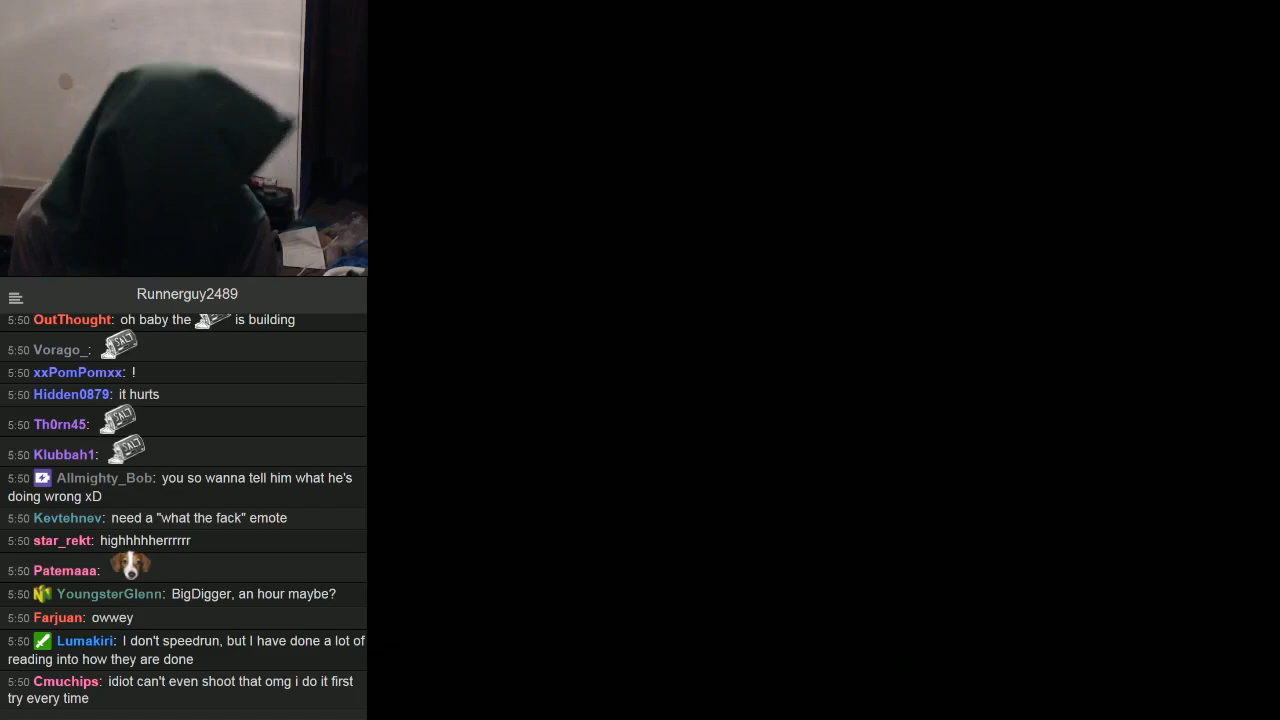 Runnerguy2489
5:50 OutThought: oh baby the is building
5:50 Vorago_: SALT
5:50 xxPomPomxx: !
5:50 Hidden0879: it hurts
5:50 Th0rn45: SALT
5:50 Klubbah1: SALT
5:50 Allmighty_Bob: you so wanna tell him what he's
doing wrong xD
5:50 Kevtehnev: need a "what the fack" emote
5:50 star_rekt: highhhhherrrrrr
5:50 Patemaaa:
5:50 YoungsterGlenn: BigDigger, an hour maybe?
5:50 Farjuan: owwey
5:50 Lumakiri: I don't speedrun, but I have done a lot of
reading into how they are done
5:50 Cmuchips: idiot can't even shoot that omg i do it first
try every time